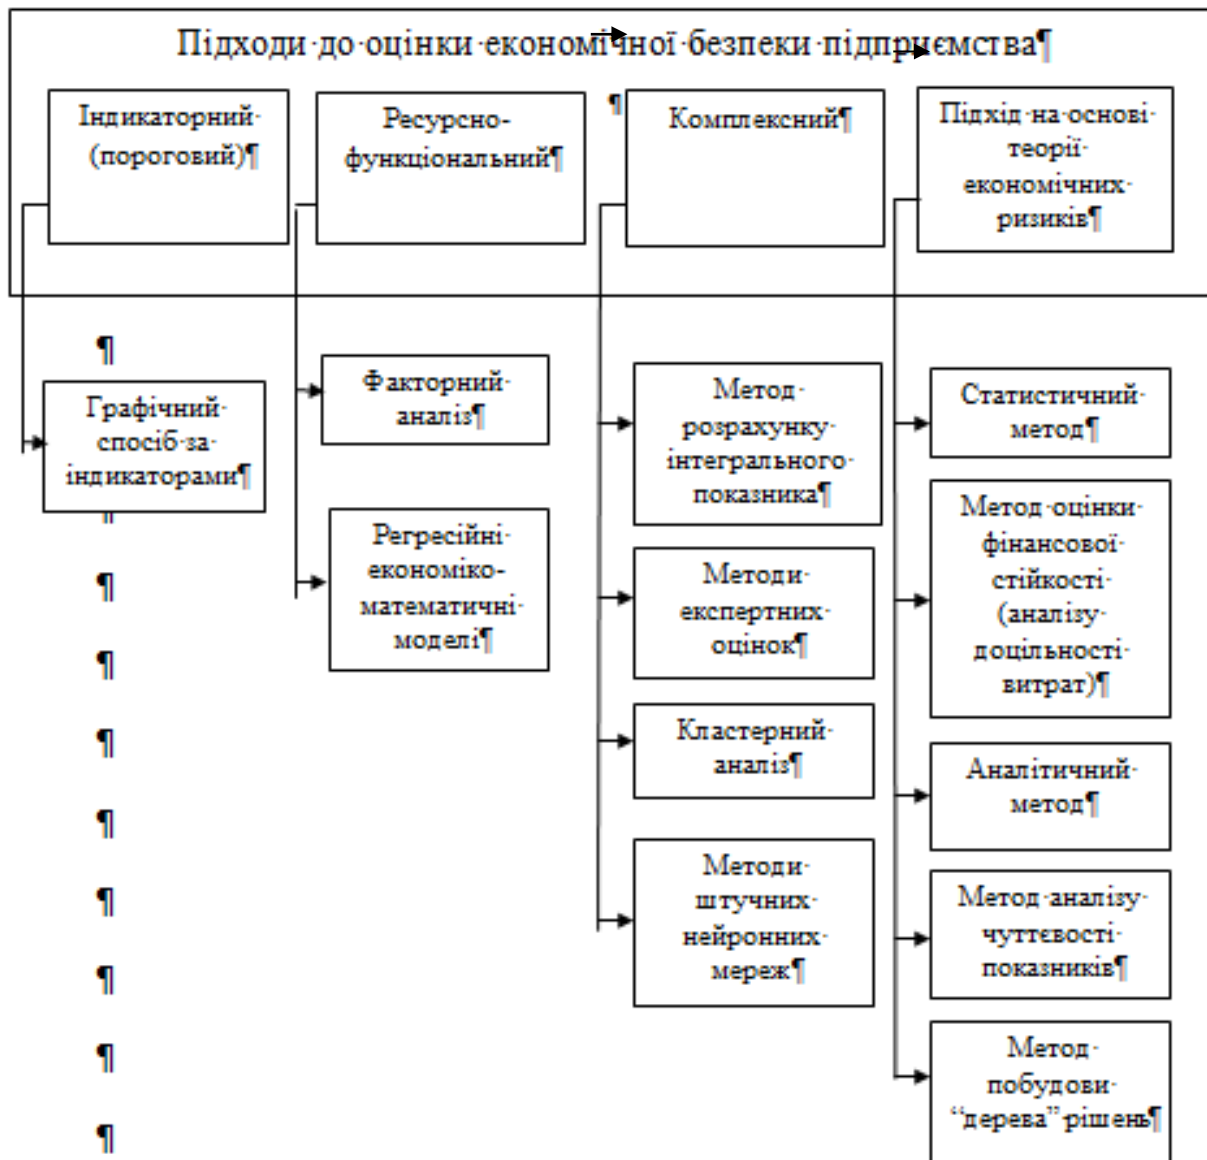 Підходи·до·оцінки·економічної·безпеки·підприємства¶
Індикаторний·
(пороговий)¶
Ресурсно-
функціональний¶
¶
Комплексний¶
Підхід·на·основі·
теорії·
економічних·
ризиків¶
¶
Графічний·
спосіб·за·
індикаторами¶
¶
¶
¶
¶
¶
¶
¶
¶
¶
Факторний·
аналіз¶
Регресійні·
економіко-
математичні·
моделі¶
Метод·
розрахунку·
інтегрального·
показника¶
Методи·
експертних·
оцінок¶
Кластерний·
аналіз¶
Методи·
штучних·
нейронних·
мереж¶
Статистичний·
метод¶
Метод·оцінки·
фінансової·
стійкості·
(аналізу·
доцільності·
витрат)¶
Аналітичний·
метод¶
Метод·аналізу·
чуттєвості·
показників¶
Метод·
побудови·
“дерева”·рішень¶